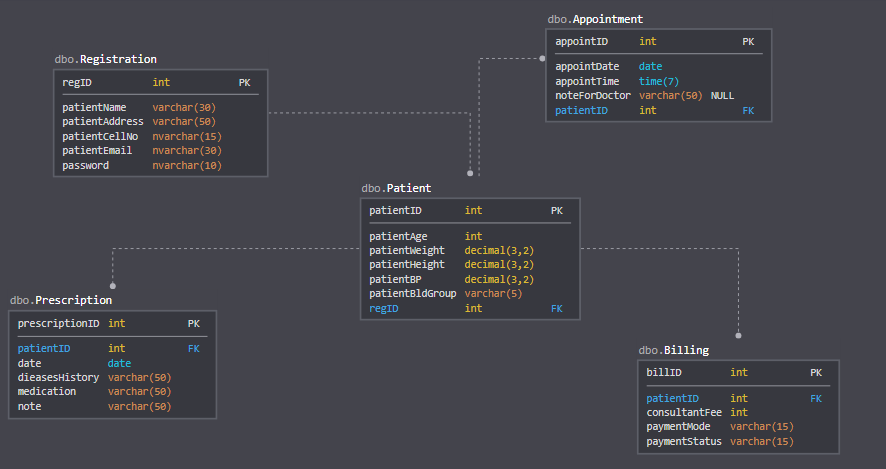 dbo.Appointment
appointID int PK
appointDate date
appointTime time(7)
noteForDoctor varchar(50) NULL
patientID int FK
dbo.Registration
regID int PK
patientName varchar(30)
patientAddress varchar(50)
patientCellNo nvarchar(15)
patientEmail nvarchar(30)
password nvarchar(10)
dbo.Patient
patientID int PK
patientAge int
patientWeight decimal(3,2)
patientHeight decimal(3,2)
patientBP decimal(3,2)
patientBldGroup varchar(5)
regID int FK
dbo.Prescription
prescriptionID int PK
patientID int FK
date date
dieasesHistory varchar(50)
medication varchar(50)
note varchar(50)
dbo.Billing
billID int PK
patientID int FK
consultantFee int
paymentMode varchar(15)
paymentStatus varchar(15)